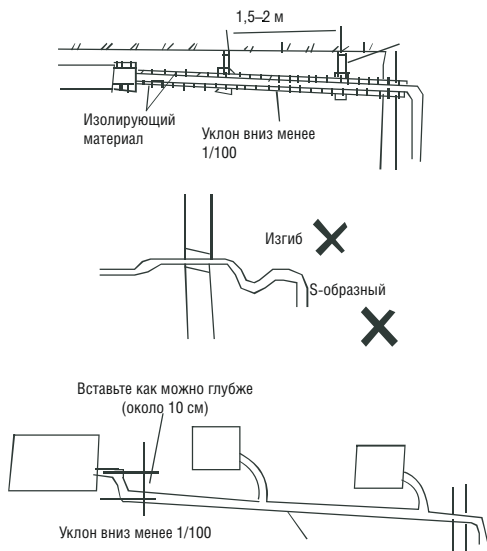 1,5–2 м
Изолирующий
материал
Уклон вниз менее
1/100
Изгиб
S-образный
Вставьте как можно глубже
(около 10 см)
Уклон вниз менее 1/100